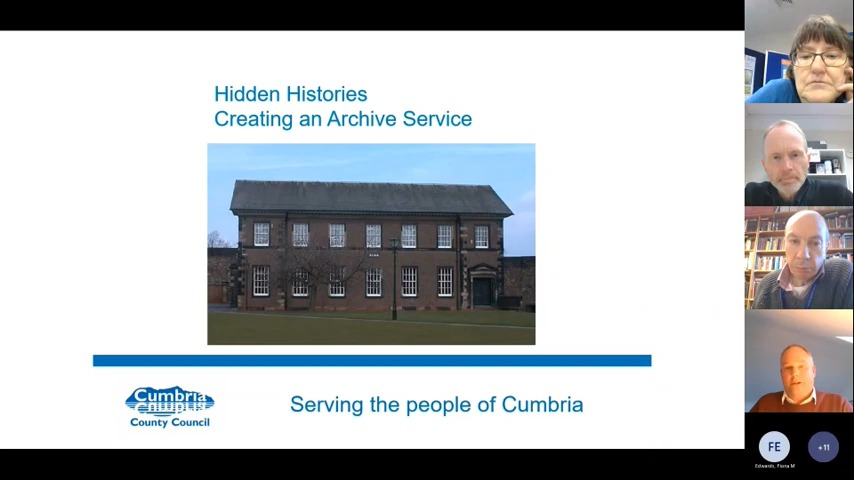 Hidden Histories
Creating an Archive Service
Cumbria
County Council
Serving the people of Cumbria
FE
+11
Edwards, Fiona M